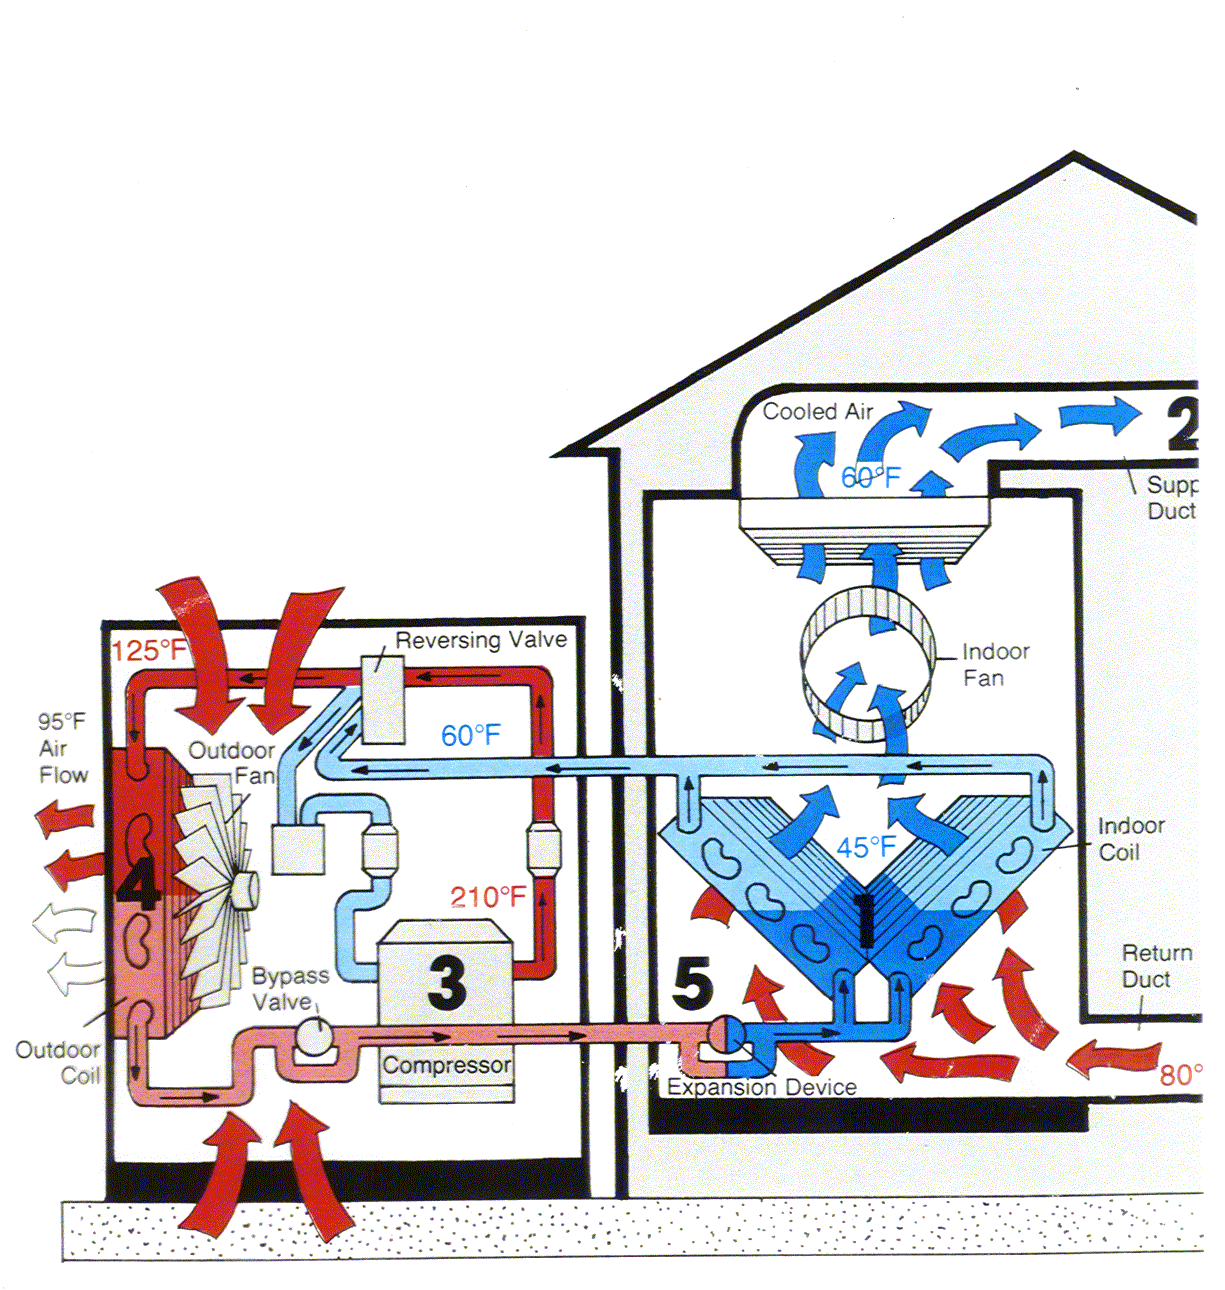 Cooled Air
60°F
2
Supp
Duct
Reversing Valve
125°F
Indoor
Fan
95°F
Air
Flow
60°F
Outdoor
Fan
45°F
Indoor
Coil
4
210°F
1
3
5
Bypass
Valve
Return
Duct
Outdoor
Coil
Compressor
Expansion Device
80°